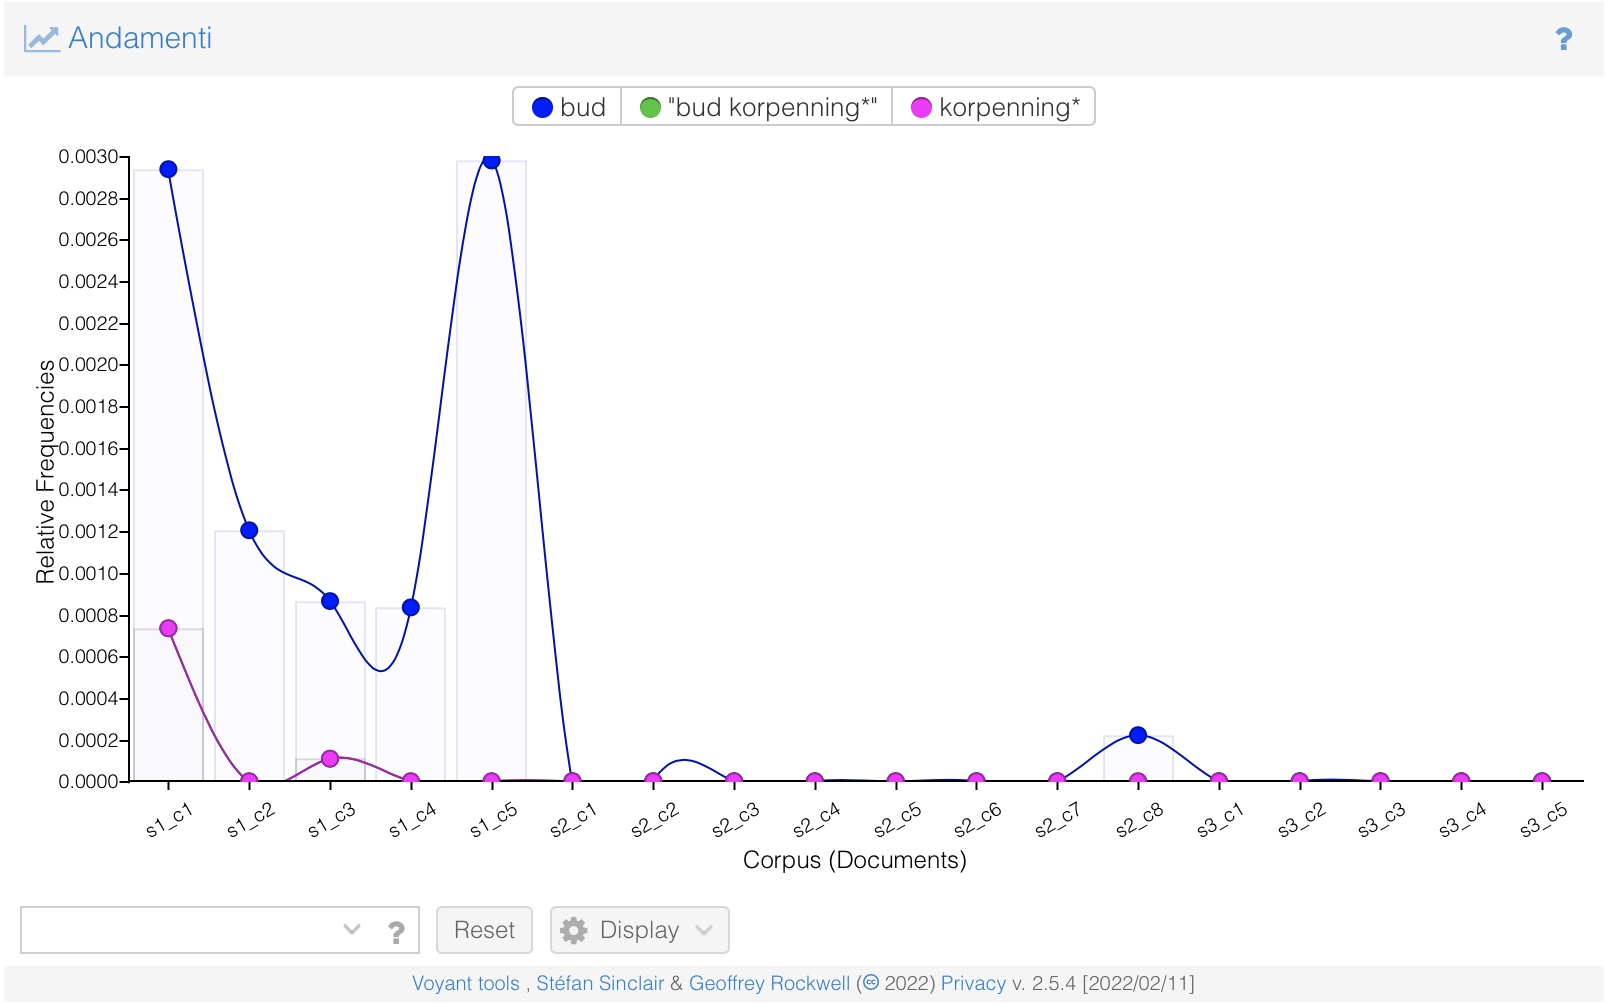 Andamenti
?
bud "bud korpenning*" korpenning*
0.0030
0.0028
0.0026
0.0024
0.0022
0.0020
0.0018
0.0016
0.0014
0.0012
0.0010
0.0008
0.0006
0.0004
0.0002
0.0000
Relative Frequencies
s1_c1 s1_c2 s1_c3 s1_c4 s1_c5 s2_c1 s2_c2 s2_c3 s2_c4 s2_c5 s2_c6 s2_c7 s2_c8 s3_c1 s3_c2 s3_c3 s3_c4 s3_c5
Corpus (Documents)
? Reset Display
Voyant tools , Stéfan Sinclair & Geoffrey Rockwell (🅭 2022) Privacy v. 2.5.4 [2022/02/11]